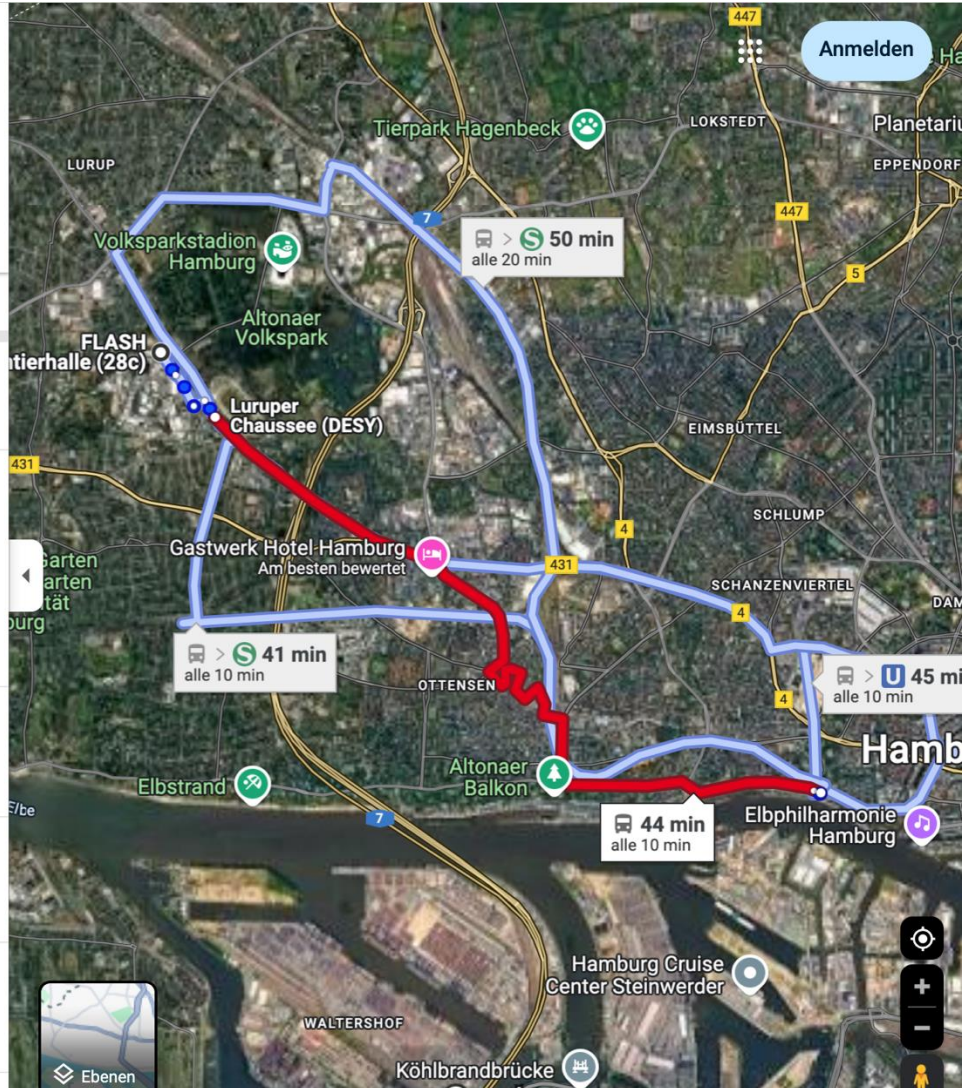 447
Anmelden
Tierpark Hagenbeck
LOKSTEDT
Planetariu
LURUP
EPPENDORF
447
7
Volksparkstadion
Hamburg
S 50 min
alle 20 min
5
Altonaer
Volkspark
FLASH
ntierhalle (28c)
Luruper
Chaussee (DESY)
EIMSBÜTTEL
431
SCHLUMP
4
Gastwerk Hotel Hamburg
Am besten bewertet
431
SCHANZENVIERTEL
Garten
arten
tät
burg
DAM
4
S 41 min
alle 10 min
OTTENSEN
U 45 mi
alle 10 min
4
Hamb
Altonaer
Balkon
Elbstrand
Elbe
7
44 min
alle 10 min
Elbphilharmonie
Hamburg
Hamburg Cruise
Center Steinwerder
WALTERSHOF
Köhlbrandbrücke
Ebenen